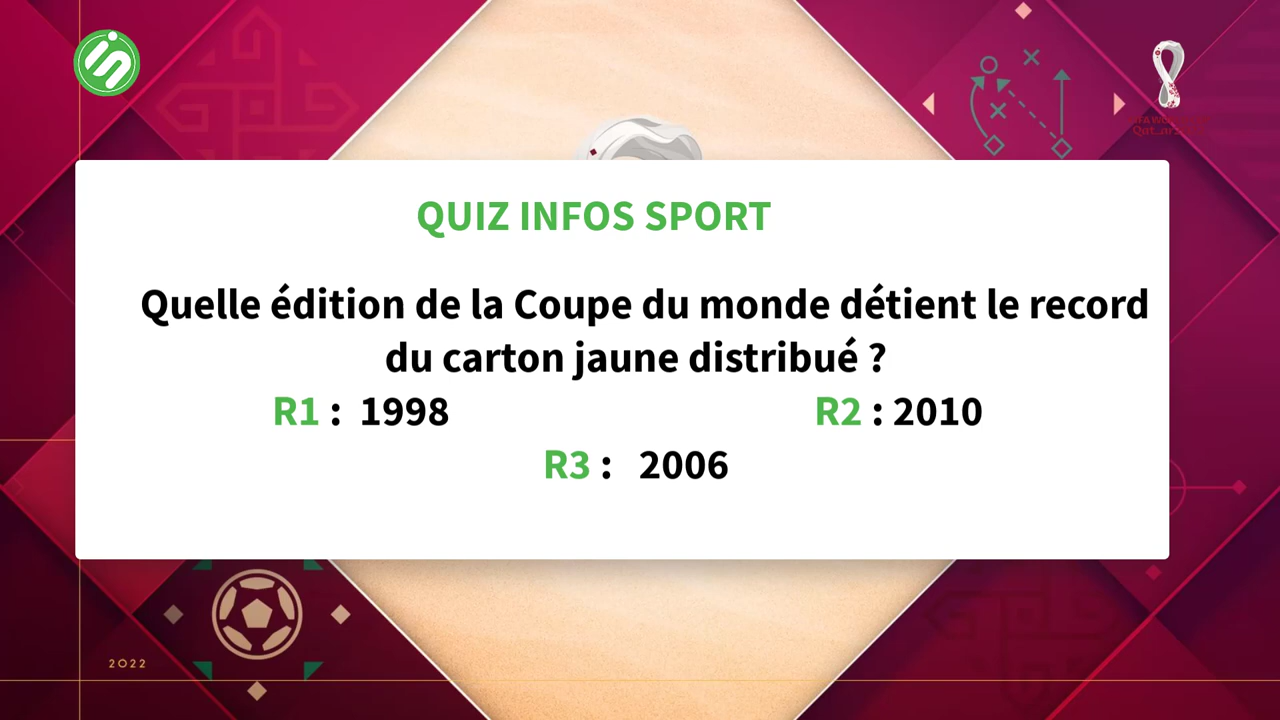 QUIZ INFOS SPORT
Quelle édition de la Coupe du monde détient le record
du carton jaune distribué ?
R1 : 1998 R2 : 2010
R3 : 2006
2022